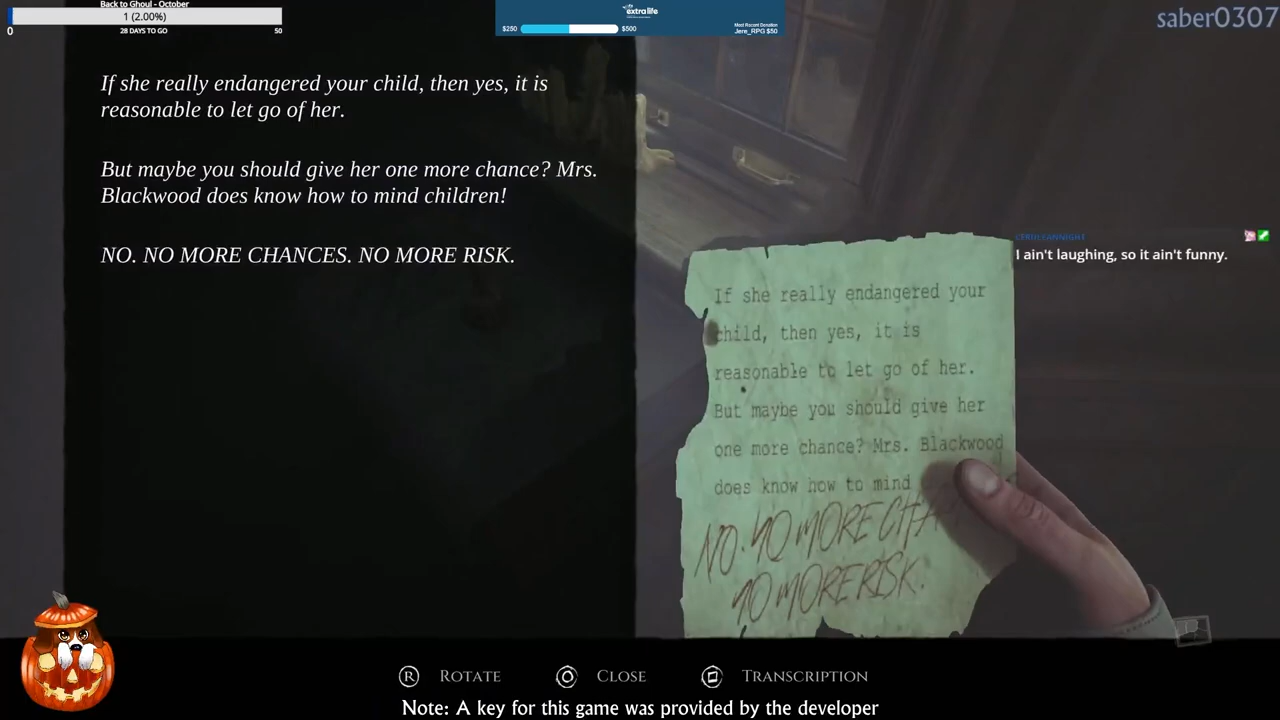 Back to Ghoul - October
1 (2.00%)
0
28 DAYS TO GO
50
extralife
$250
$500
Most Recent Donation
Jere_RPG $50
saber0307
If she really endangered your child, then yes, it is
reasonable to let go of her.
But maybe you should give her one more chance? Mrs.
Blackwood does know how to mind children!
NO. NO MORE CHANCES. NO MORE RISK.
CEROLEANNIGHT
I ain't laughing, so it ain't funny.
If she really endangered your
child, then yes, it is
reasonable to let go of her.
But maybe you should give her
one more chance? Mrs. Blackwood
does know how to mind
NO. NO MORE CHA
NO MORE RISK.
R ROTATE
CLOSE
TRANSCRIPTION
Note: A key for this game was provided by the developer